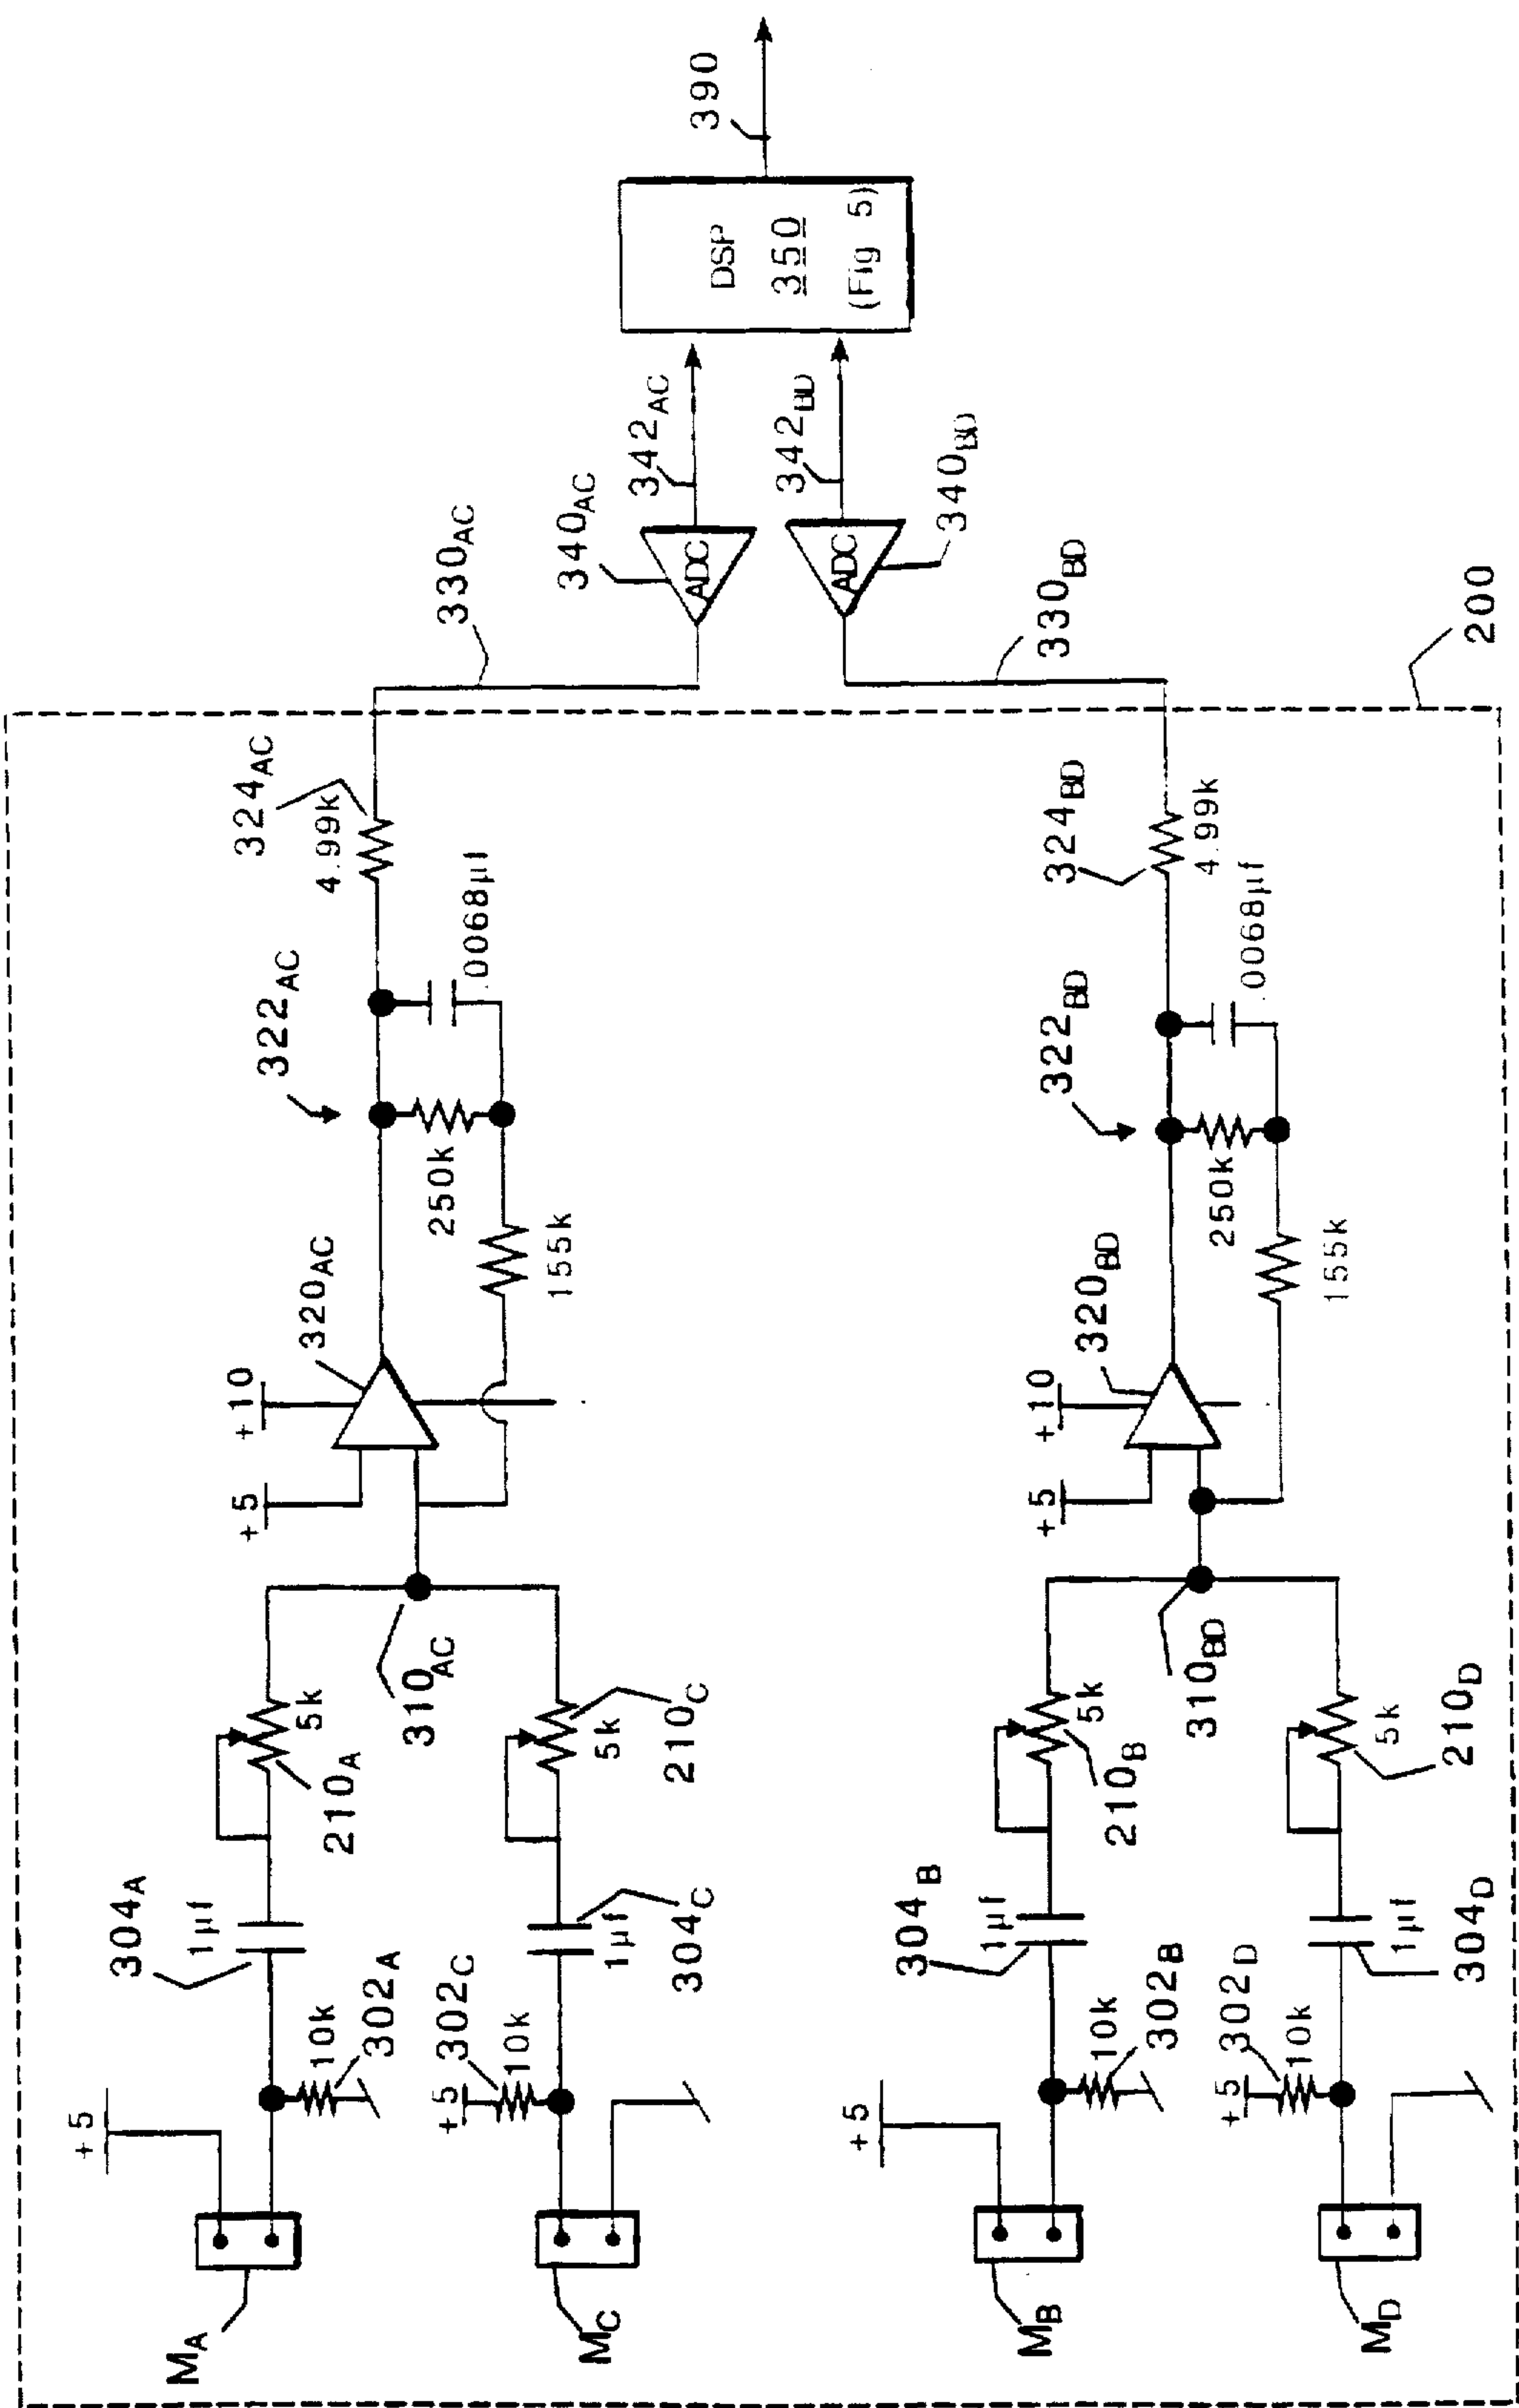 +5
+5
+10
320AC
322AC
324AC
330AC
MA
10k
302A
304A
1µf
5k
210A
310AC
250k
155k
.0068µf
4.99k
MC
+5
302C
10k
1µf
304C
5k
210C
340AC
ADC
342AC
DSP
350
(Fig 5)
390
ADC
342BD
340BD
330BD
+5
+5
+10
320BD
322BD
324BD
MB
10k
302B
304B
1µf
5k
210B
310BD
250k
155k
.0068µf
4.99k
MD
+5
302D
10k
1µf
304D
5k
210D
200